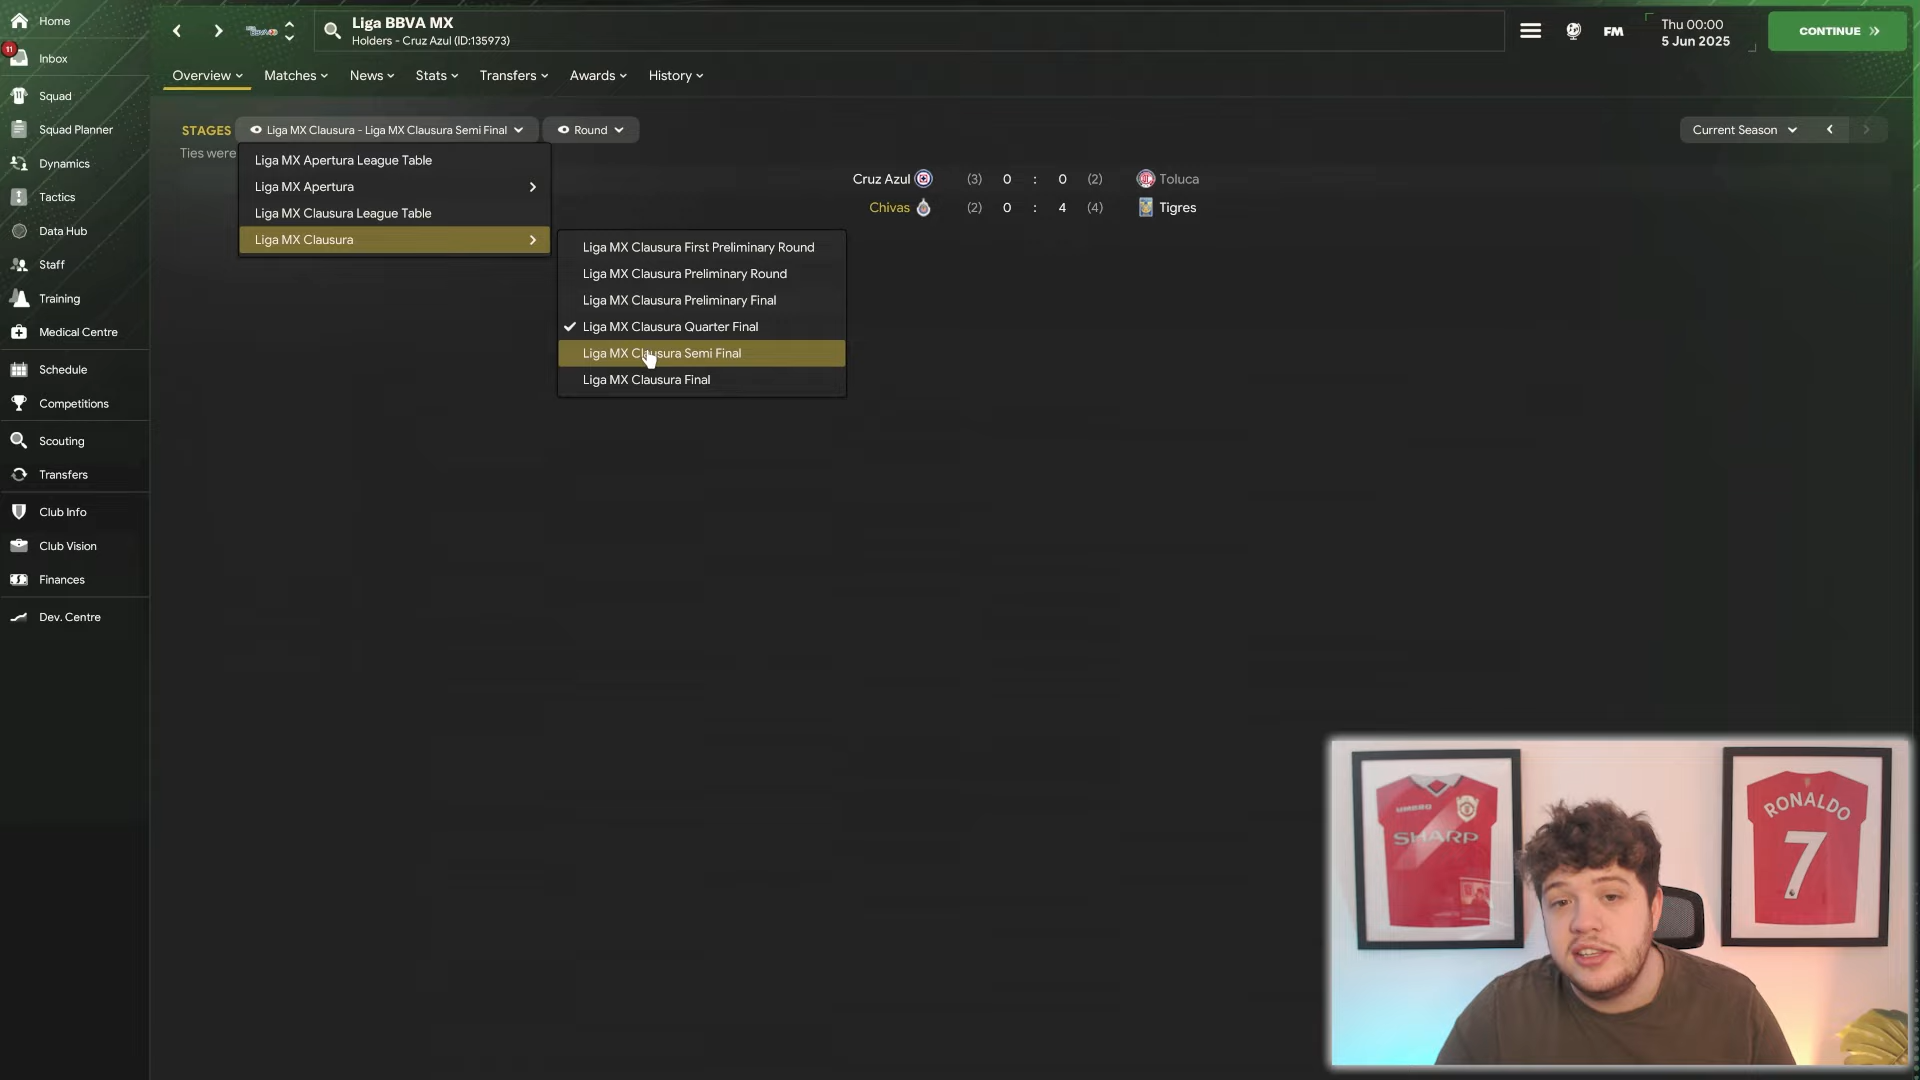 Home
11
Inbox
Squad
Squad Planner
Dynamics
Tactics
Data Hub
Staff
Training
Medical Centre
Schedule
Competitions
Scouting
Transfers
Club Info
Club Vision
Finances
Dev. Centre
Liga BBVA MX
Holders - Cruz Azul (ID:135973)
FM
Thu 00:00
5 Jun 2025
CONTINUE
Overview Matches News Stats Transfers Awards History
STAGES Liga MX Clausura - Liga MX Clausura Semi Final Round
Current Season
Ties were
Liga MX Apertura League Table
Liga MX Apertura
Liga MX Clausura League Table
Liga MX Clausura
Liga MX Clausura First Preliminary Round
Liga MX Clausura Preliminary Round
Liga MX Clausura Preliminary Final
Liga MX Clausura Quarter Final
Liga MX Clausura Semi Final
Liga MX Clausura Final
Cruz Azul (3) 0 : 0 (2) Toluca
Chivas (2) 0 : 4 (4) Tigres
UMBRO
SHARP
RONALDO
7